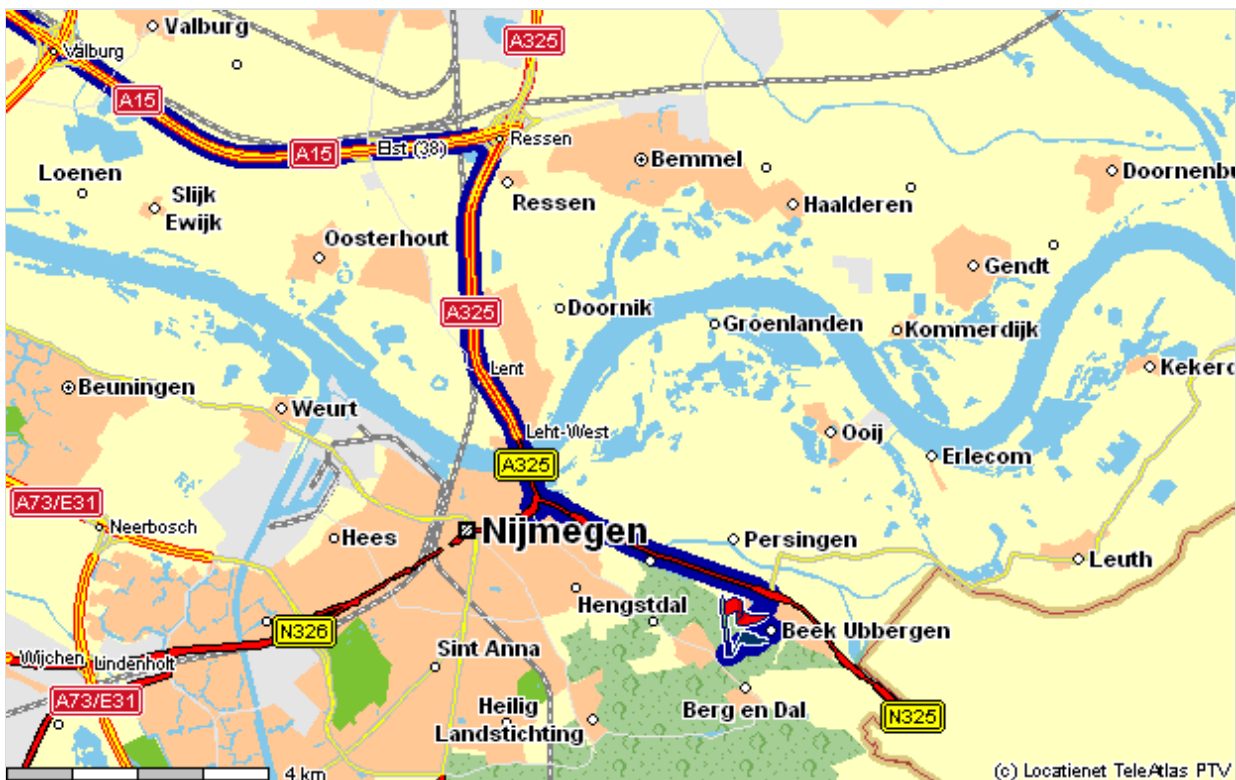 Valburg
A325
Valburg
A15
A15
Elst (38)
Ressen
Bemmel
Doornenbu
Loenen
Slijk
Ewijk
Ressen
Haalderen
Oosterhout
Gendt
A325
Doornik
Groenlanden
Kommerdijk
Lent
Kekerd
Beuningen
Weurt
Leht-West
Ooij
Erlecom
A325
A73/E31
Neerbosch
Hees
Nijmegen
Persingen
Leuth
Hengstdal
N326
Beek Ubbergen
Sint Anna
Wijchen
Lindenholt
A73/E31
Heilig
Landstichting
Berg en Dal
N325
4 km
(c) Locatienet TeleAtlas PTV